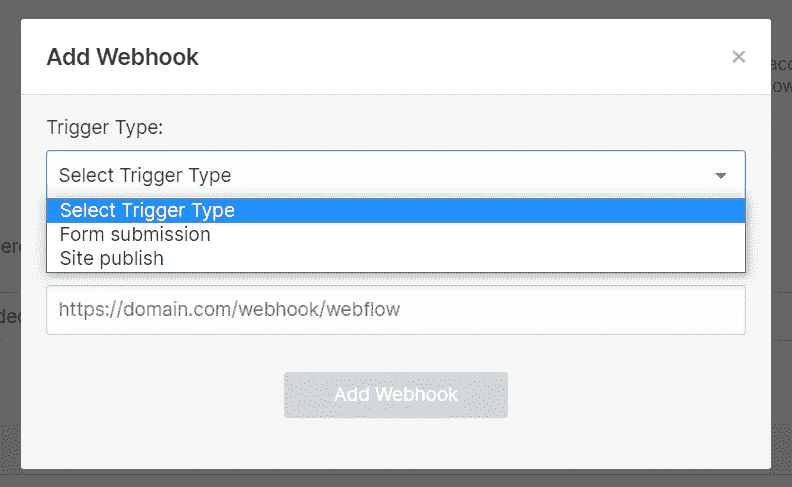 Add Webhook
×
Trigger Type:
Select Trigger Type
Select Trigger Type
Form submission
Site publish
https://domain.com/webhook/webflow
Add Webhook